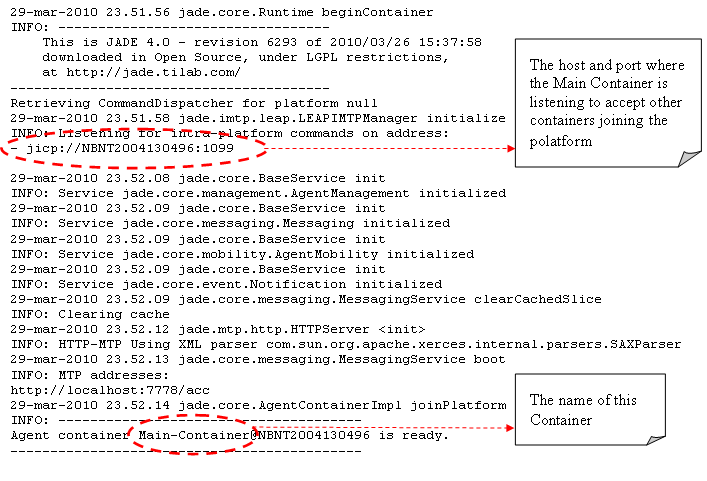 29-mar-2010 23.51.56 jade.core.Runtime beginContainer
INFO: ----------------------------------
This is JADE 4.0 - revision 6293 of 2010/03/26 15:37:58
downloaded in Open Source, under LGPL restrictions,
at http://jade.tilab.com/
----------------------------------------
Retrieving CommandDispatcher for platform null
29-mar-2010 23.51.58 jade.imtp.leap.LEAPIMTPManager initialize
INFO: Listening for intra-platform commands on address:
- jicp://NBNT2004130496:1099
The host and port where
the Main Container is
listening to accept other
containers joining the
polatform
29-mar-2010 23.52.08 jade.core.BaseService init
INFO: Service jade.core.management.AgentManagement initialized
29-mar-2010 23.52.09 jade.core.BaseService init
INFO: Service jade.core.messaging.Messaging initialized
29-mar-2010 23.52.09 jade.core.BaseService init
INFO: Service jade.core.mobility.AgentMobility initialized
29-mar-2010 23.52.09 jade.core.BaseService init
INFO: Service jade.core.event.Notification initialized
29-mar-2010 23.52.09 jade.core.messaging.MessagingService clearCachedSlice
INFO: Clearing cache
29-mar-2010 23.52.12 jade.mtp.http.HTTPServer <init>
INFO: HTTP-MTP Using XML parser com.sun.org.apache.xerces.internal.parsers.SAXParser
29-mar-2010 23.52.13 jade.core.messaging.MessagingService boot
INFO: MTP addresses:
http://localhost:7778/acc
29-mar-2010 23.52.14 jade.core.AgentContainerImpl joinPlatform
INFO: --------------------------------------
Agent container Main-Container@NBNT2004130496 is ready.
--------------------------------------------
The name of this
Container